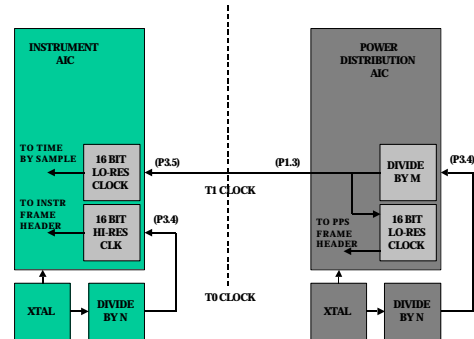 INSTRUMENT
AIC
TO TIME
BY SAMPLE
16 BIT
LO-RES
CLOCK
(P3.5)
TO INSTR
FRAME
HEADER
16 BIT
HI-RES
CLK
(P3.4)
XTAL
DIVIDE
BY N
T1 CLOCK
T0 CLOCK
POWER
DISTRIBUTION
AIC
(P1.3)
DIVIDE
BY M
(P3.4)
TO PPS
FRAME
HEADER
16 BIT
LO-RES
CLOCK
XTAL
DIVIDE
BY N